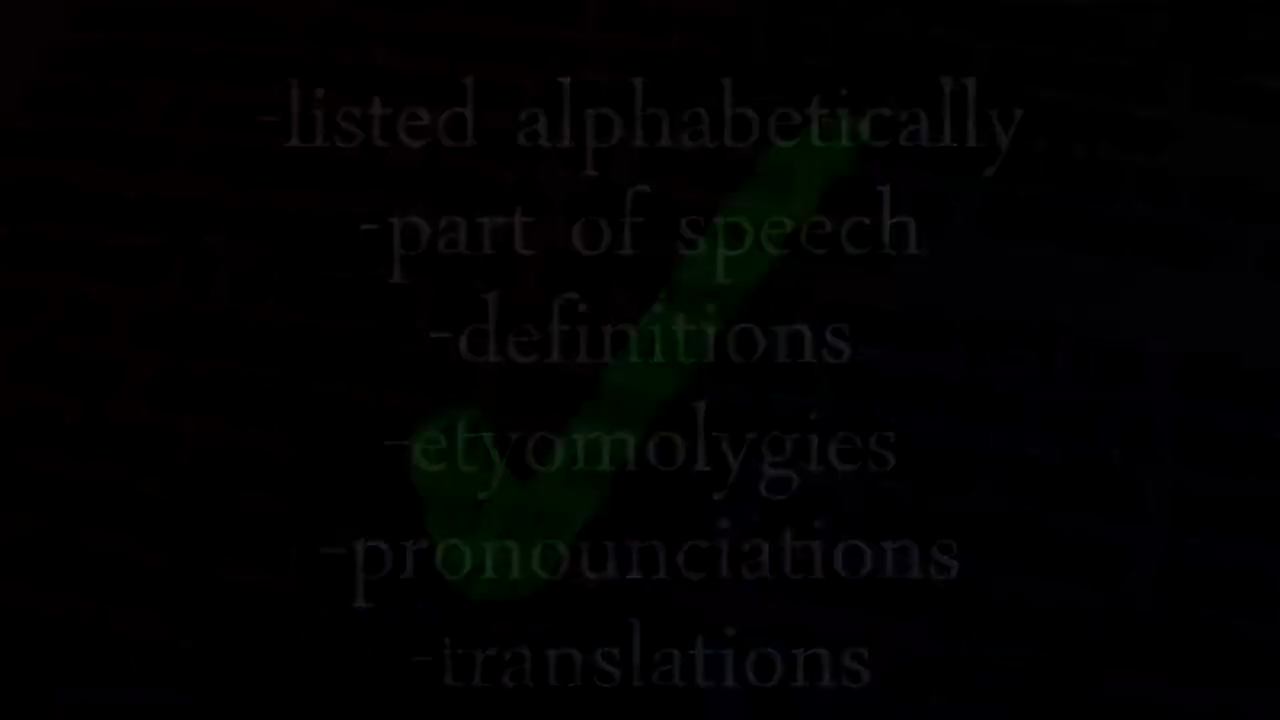 -listed alphabetically
-part of speech
-definitions
-etyomolygies
-pronounciations
-translations